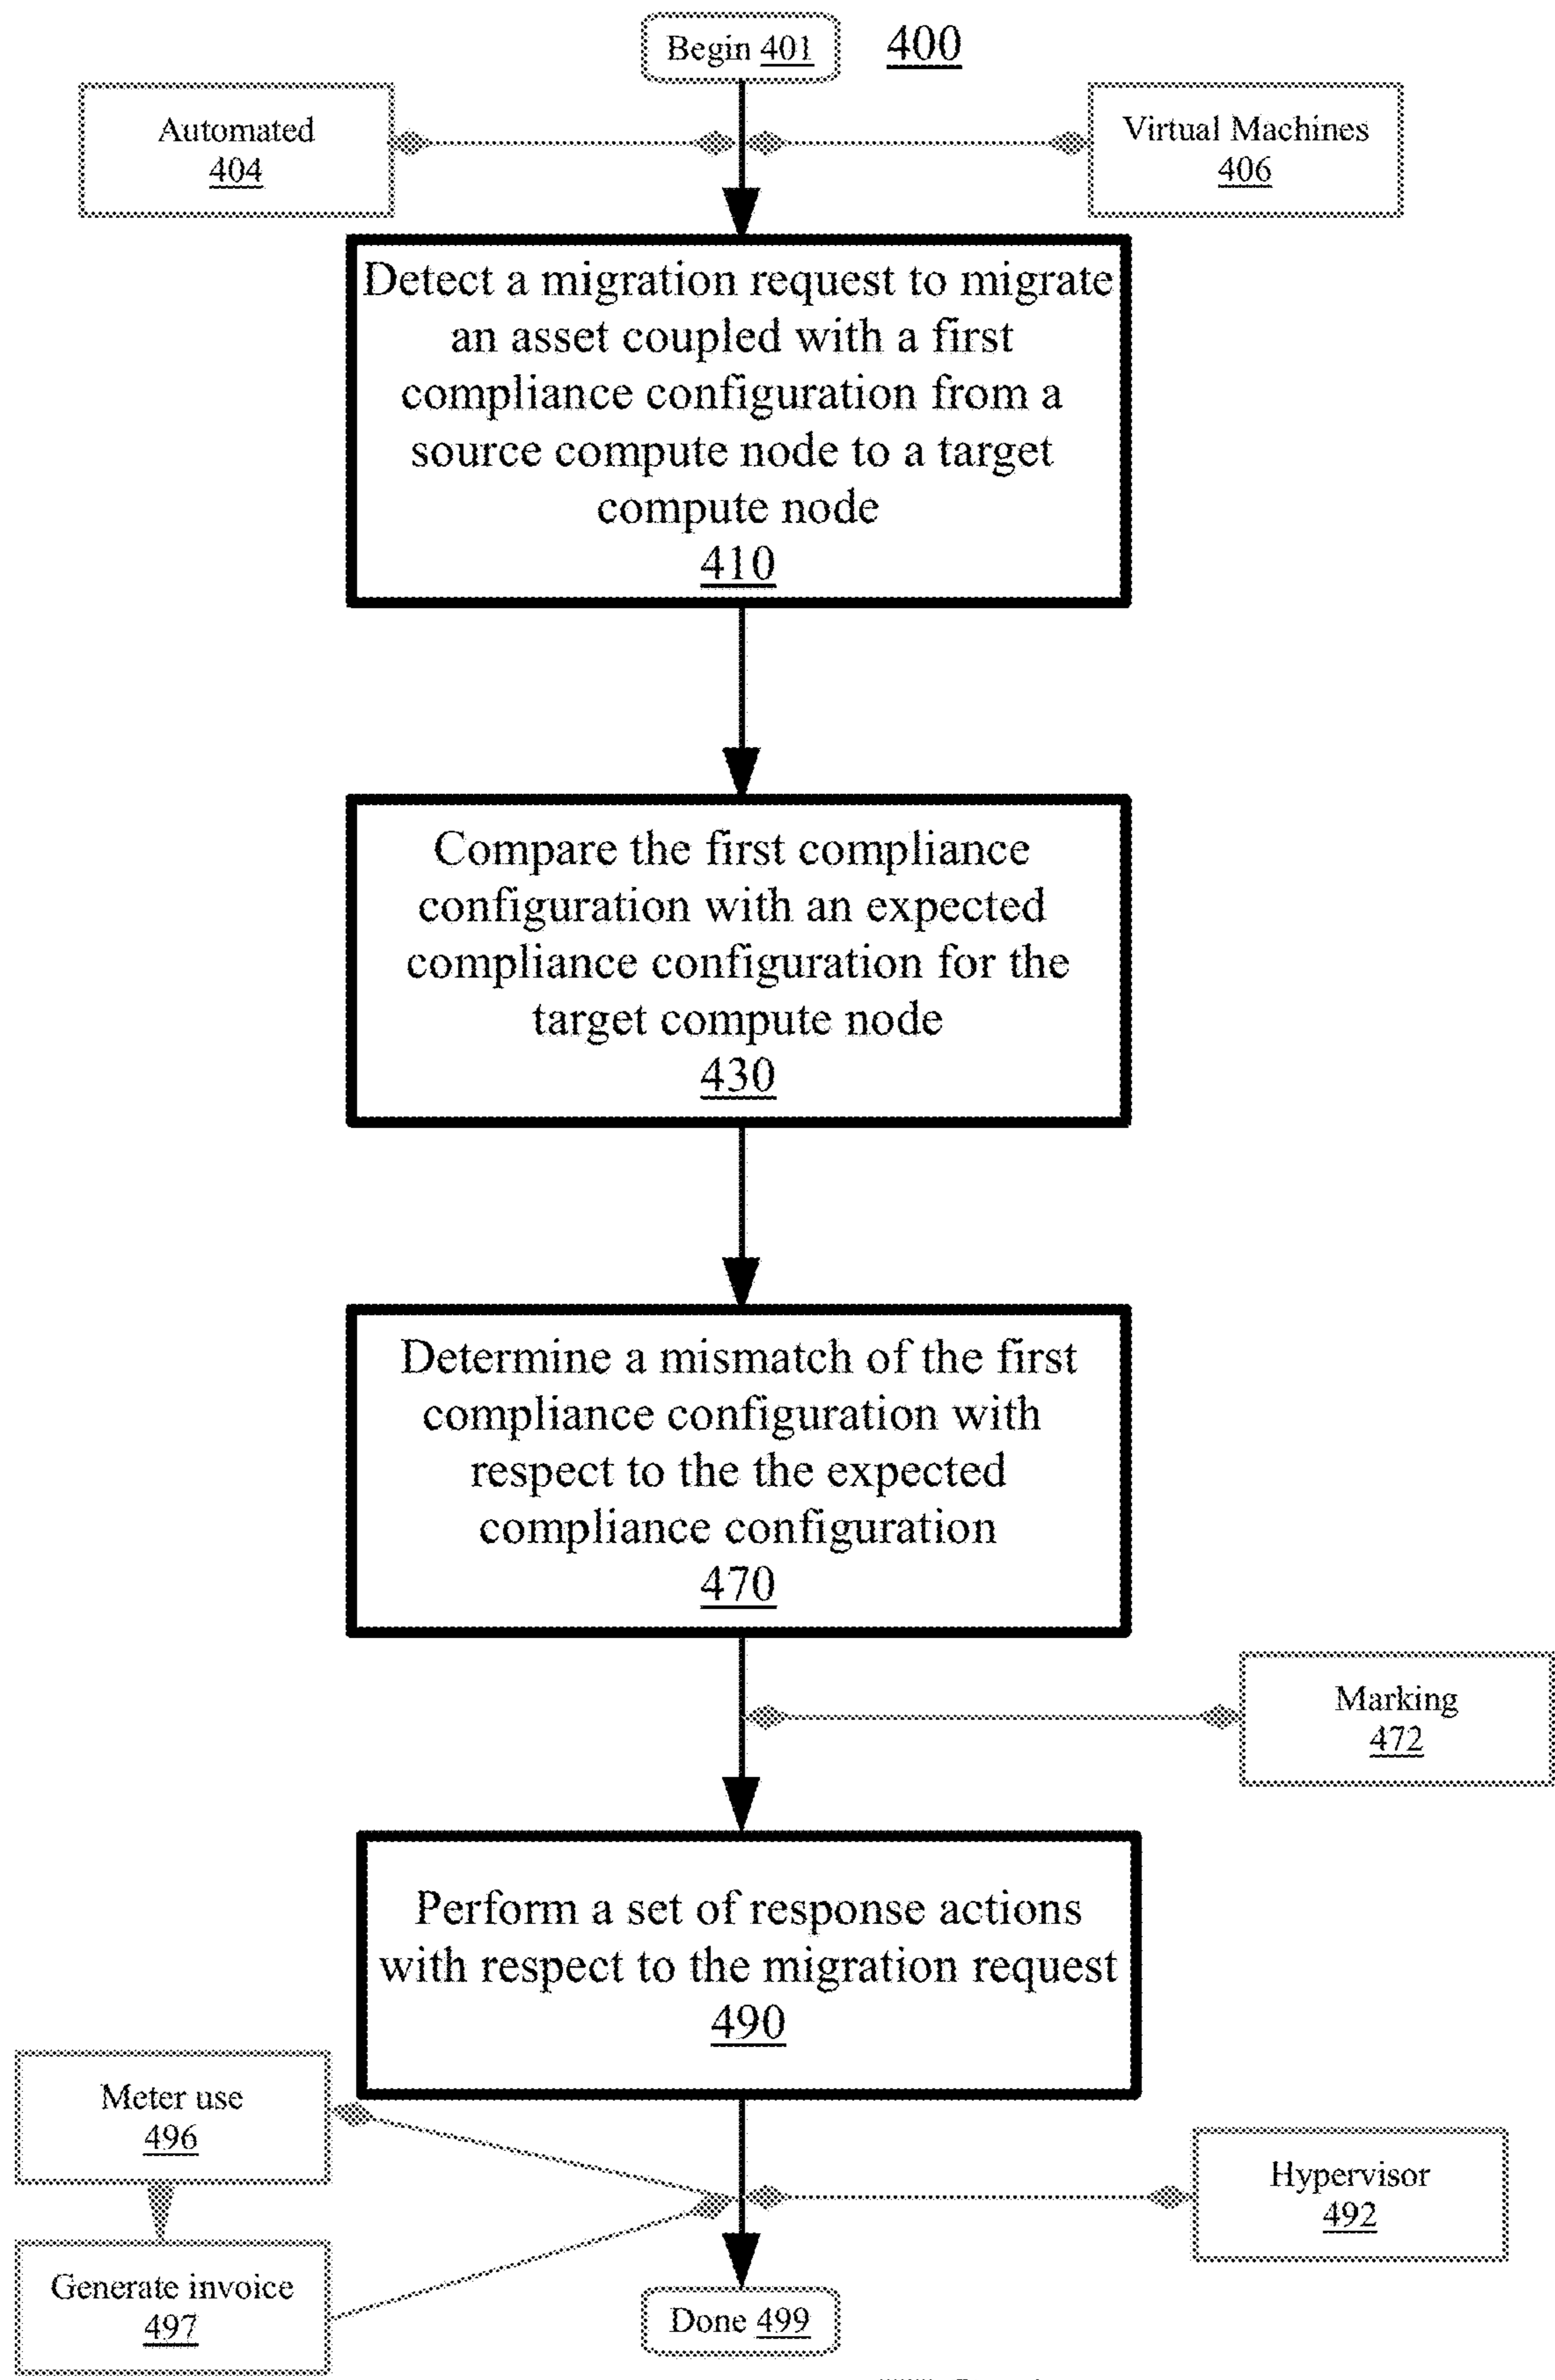 Begin 401
400
Automated
404
Virtual Machines
406
Detect a migration request to migrate
an asset coupled with a first
compliance configuration from a
source compute node to a target
compute node
410
Compare the first compliance
configuration with an expected
compliance configuration for the
target compute node
430
Determine a mismatch of the first
compliance configuration with
respect to the the expected
compliance configuration
470
Marking
472
Perform a set of response actions
with respect to the migration request
490
Meter use
496
Hypervisor
492
Generate invoice
497
Done 499